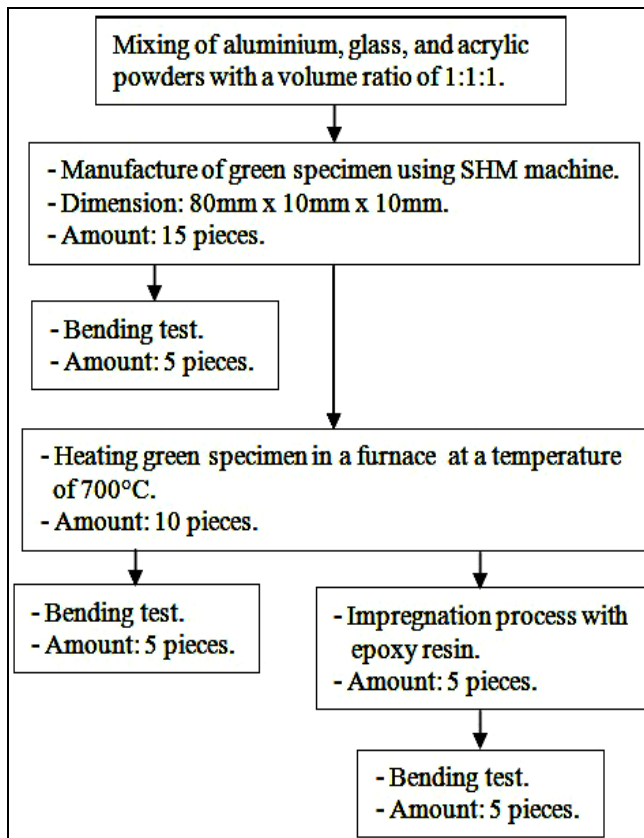 Mixing of aluminium, glass, and acrylic
powders with a volume ratio of 1:1:1.
- Manufacture of green specimen using SHM machine.
- Dimension: 80mm x 10mm x 10mm.
- Amount: 15 pieces.
- Bending test.
- Amount: 5 pieces.
- Heating green specimen in a furnace at a temperature
of 700°C.
- Amount: 10 pieces.
- Bending test.
- Amount: 5 pieces.
- Impregnation process with
epoxy resin.
- Amount: 5 pieces.
- Bending test.
- Amount: 5 pieces.